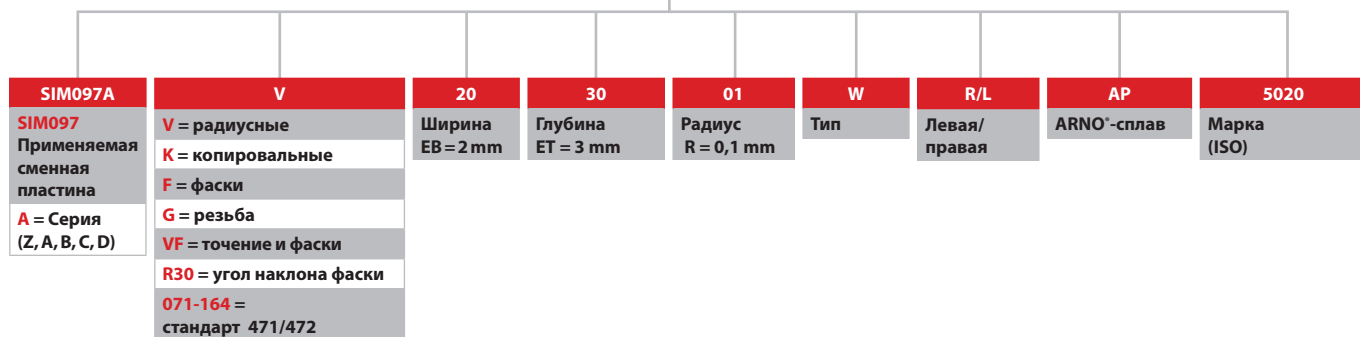 SIM097A
SIM097
Применяемая
сменная
пластина
A = Серия
(Z, A, B, C, D)
V
V = радиусные
K = копировальные
F = фаски
G = резьба
VF = точение и фаски
R30 = угол наклона фаски
071-164 =
стандарт 471/472
20
Ширина
EB = 2 mm
30
Глубина
ET = 3 mm
01
Радиус
R = 0,1 mm
W
Тип
R/L
Левая/
правая
AP
ARNO®-сплав
5020
Марка
(ISO)